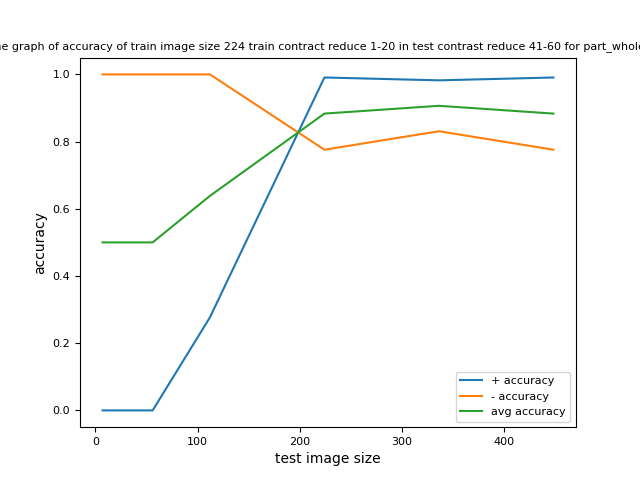 graph of accuracy of train image size 224 train contract reduce 1-20 in test contrast reduce 41-60 for part_whole
1.0
0.8
0.6
0.4
0.2
0.0
accuracy
+ accuracy
- accuracy
avg accuracy
0 100 200 300 400
test image size